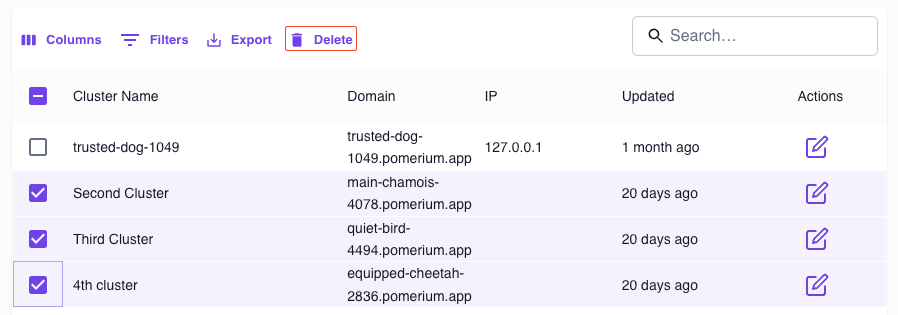 Columns Filters Export Delete Search...
Cluster Name Domain IP Updated Actions
trusted-dog-1049 trusted-dog-
1049.pomerium.app 127.0.0.1 1 month ago
Second Cluster main-chamois-
4078.pomerium.app 20 days ago
Third Cluster quiet-bird-
4494.pomerium.app 20 days ago
4th cluster equipped-cheetah-
2836.pomerium.app 20 days ago